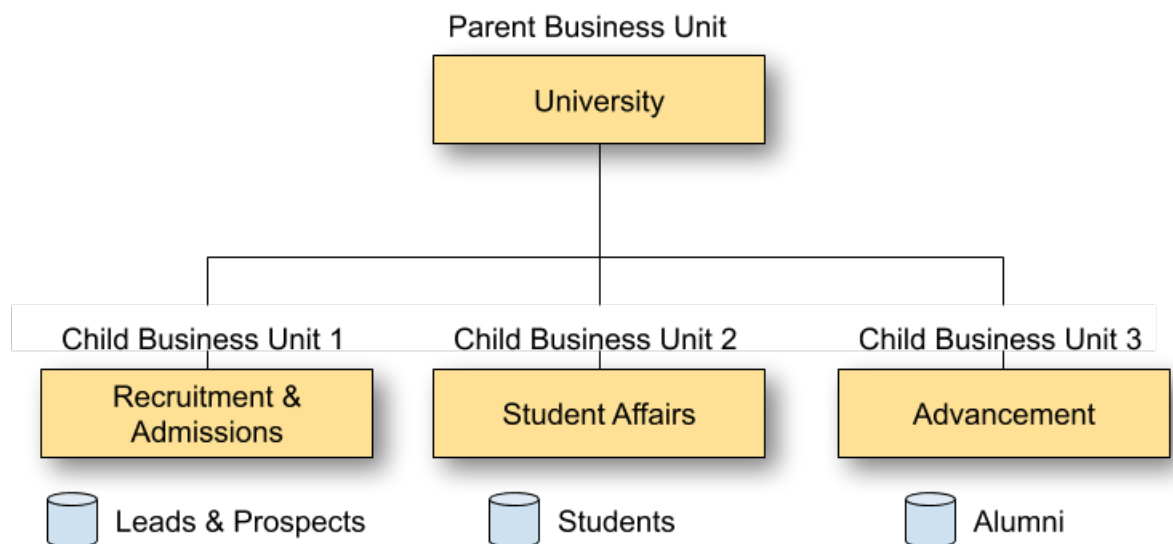 Parent Business Unit
University
Child Business Unit 1
Child Business Unit 2
Child Business Unit 3
Recruitment &
Admissions
Student Affairs
Advancement
Leads & Prospects
Students
Alumni